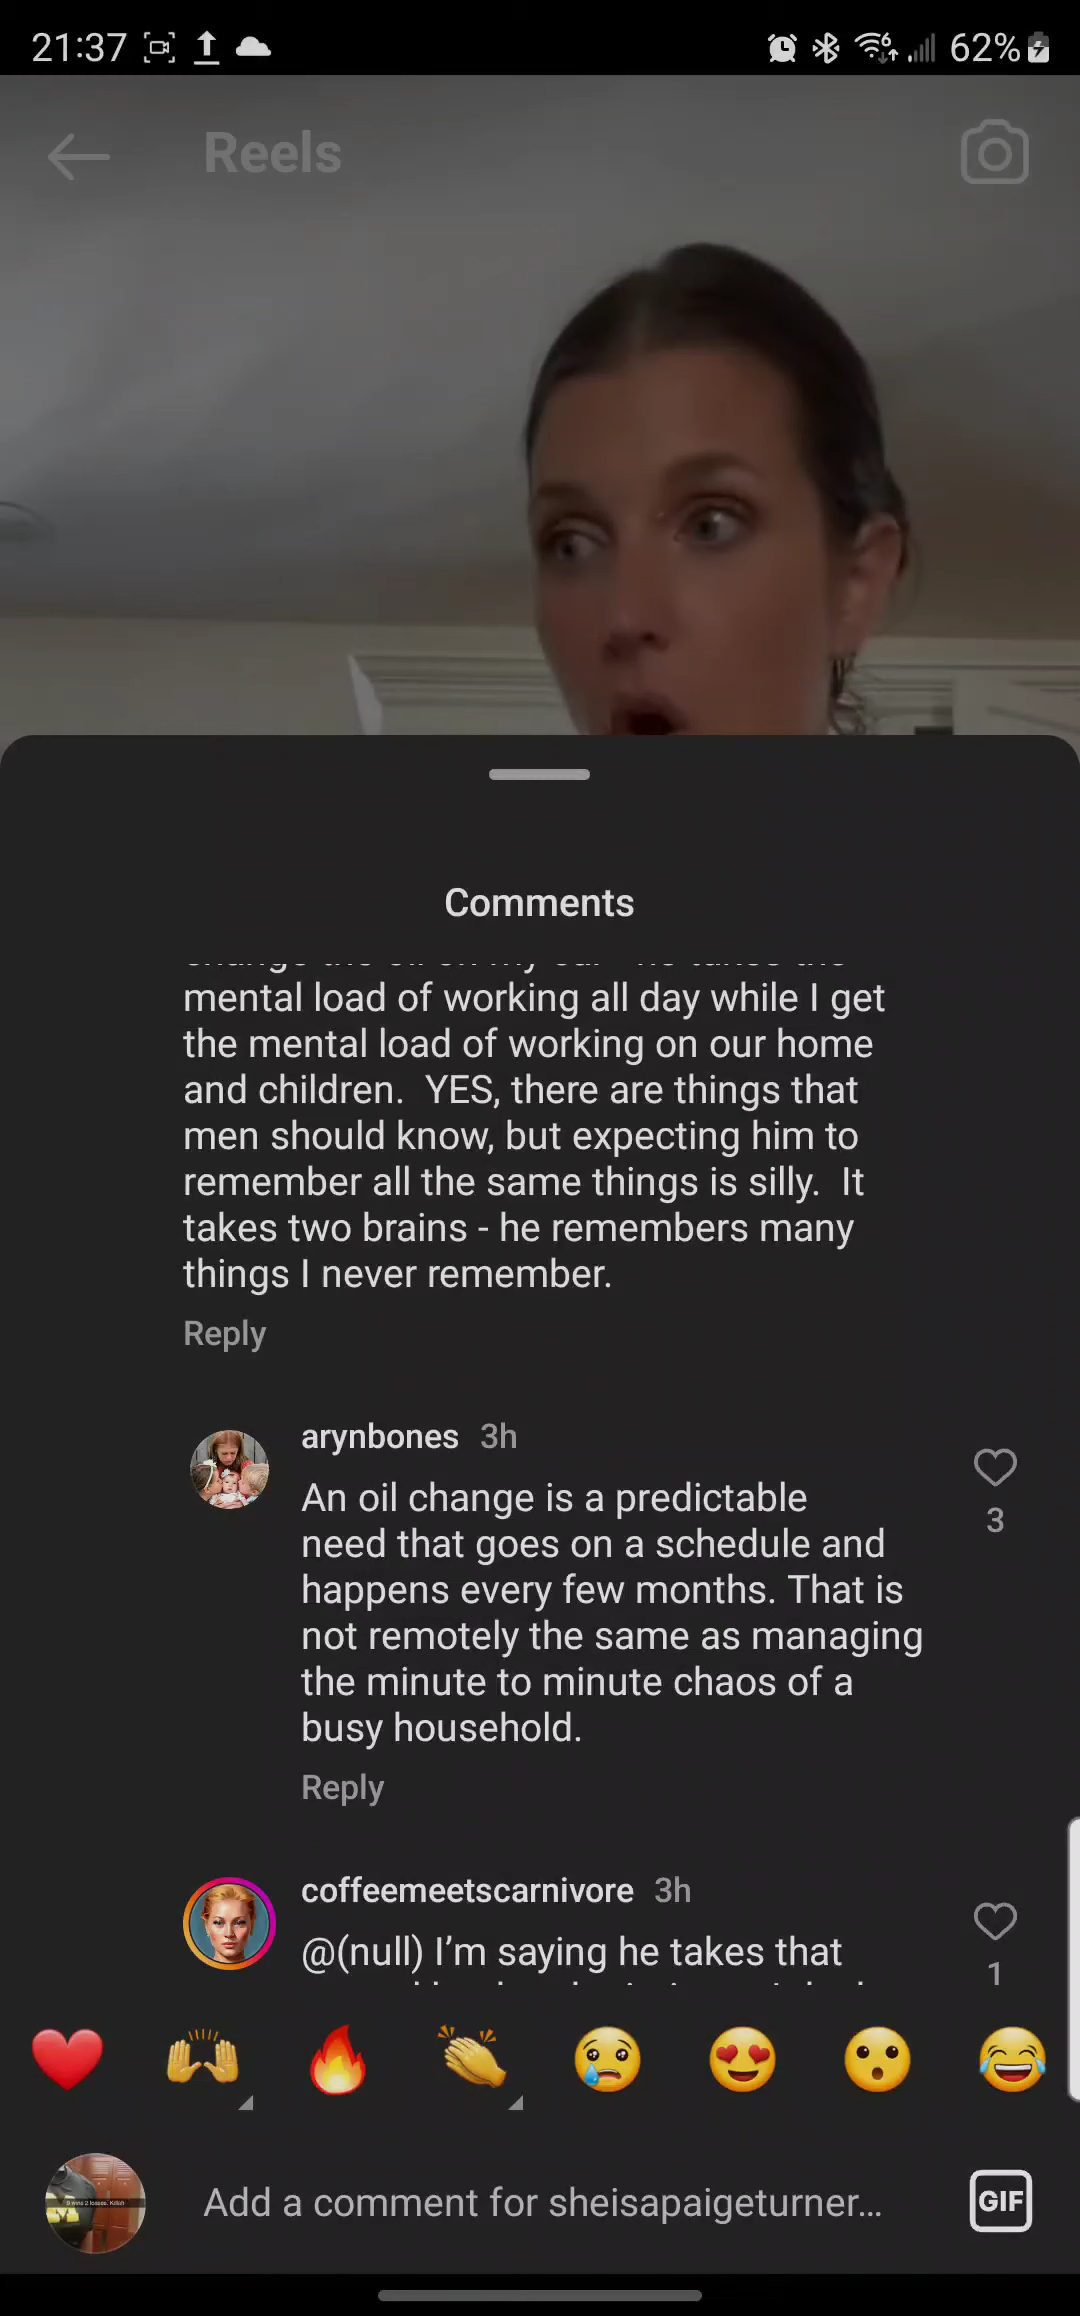 21:37
62%
Reels
Comments
mental load of working all day while I get
the mental load of working on our home
and children.  YES, there are things that
men should know, but expecting him to
remember all the same things is silly.  It
takes two brains - he remembers many
things I never remember.
Reply
arynbones 3h
An oil change is a predictable
need that goes on a schedule and
happens every few months. That is
not remotely the same as managing
the minute to minute chaos of a
busy household.
3
Reply
coffeemeetscarnivore 3h
@(null) I’m saying he takes that
1
Add a comment for sheisapaigeturner...
GIF